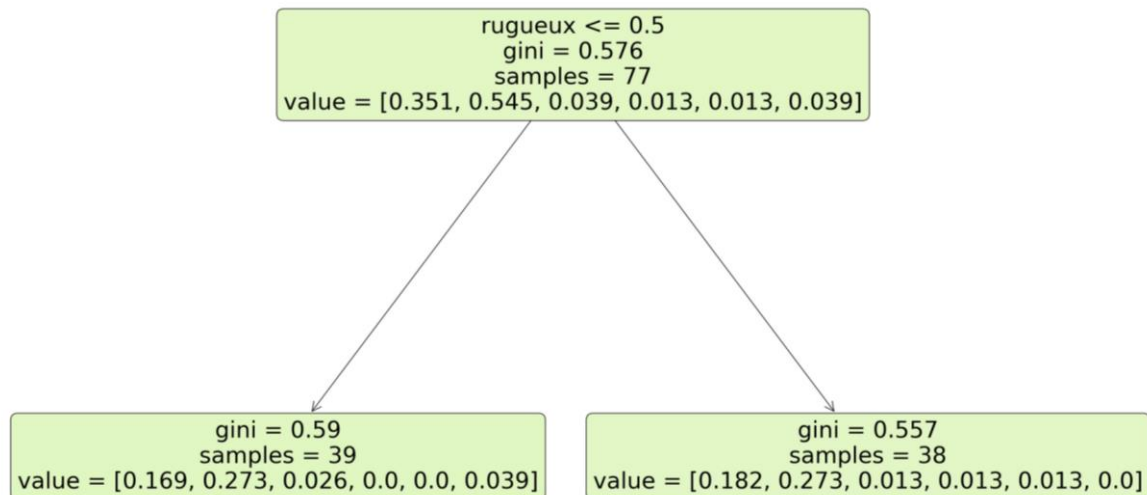 rugueux <= 0.5
gini = 0.576
samples = 77
value = [0.351, 0.545, 0.039, 0.013, 0.013, 0.039]
gini = 0.59
samples = 39
value = [0.169, 0.273, 0.026, 0.0, 0.0, 0.039]
gini = 0.557
samples = 38
value = [0.182, 0.273, 0.013, 0.013, 0.013, 0.0]